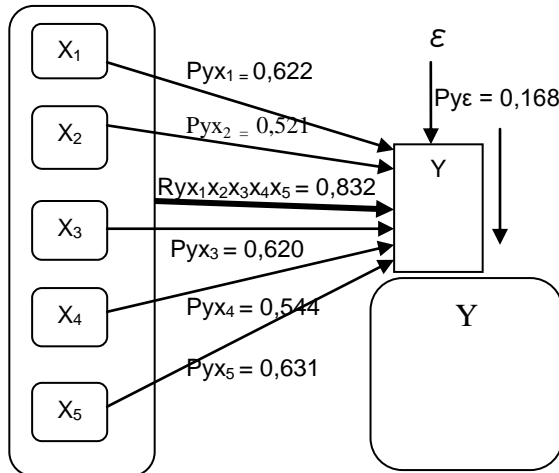 X₁
ε
Pyx₁ = 0,622
Pyε = 0,168
X₂
Pyx₂ = 0,521
Y
Ryx₁x₂x₃x₄x₅ = 0,832
X₃
Pyx₃ = 0,620
X₄
Pyx₄ = 0,544
Y
Pyx₅ = 0,631
X₅